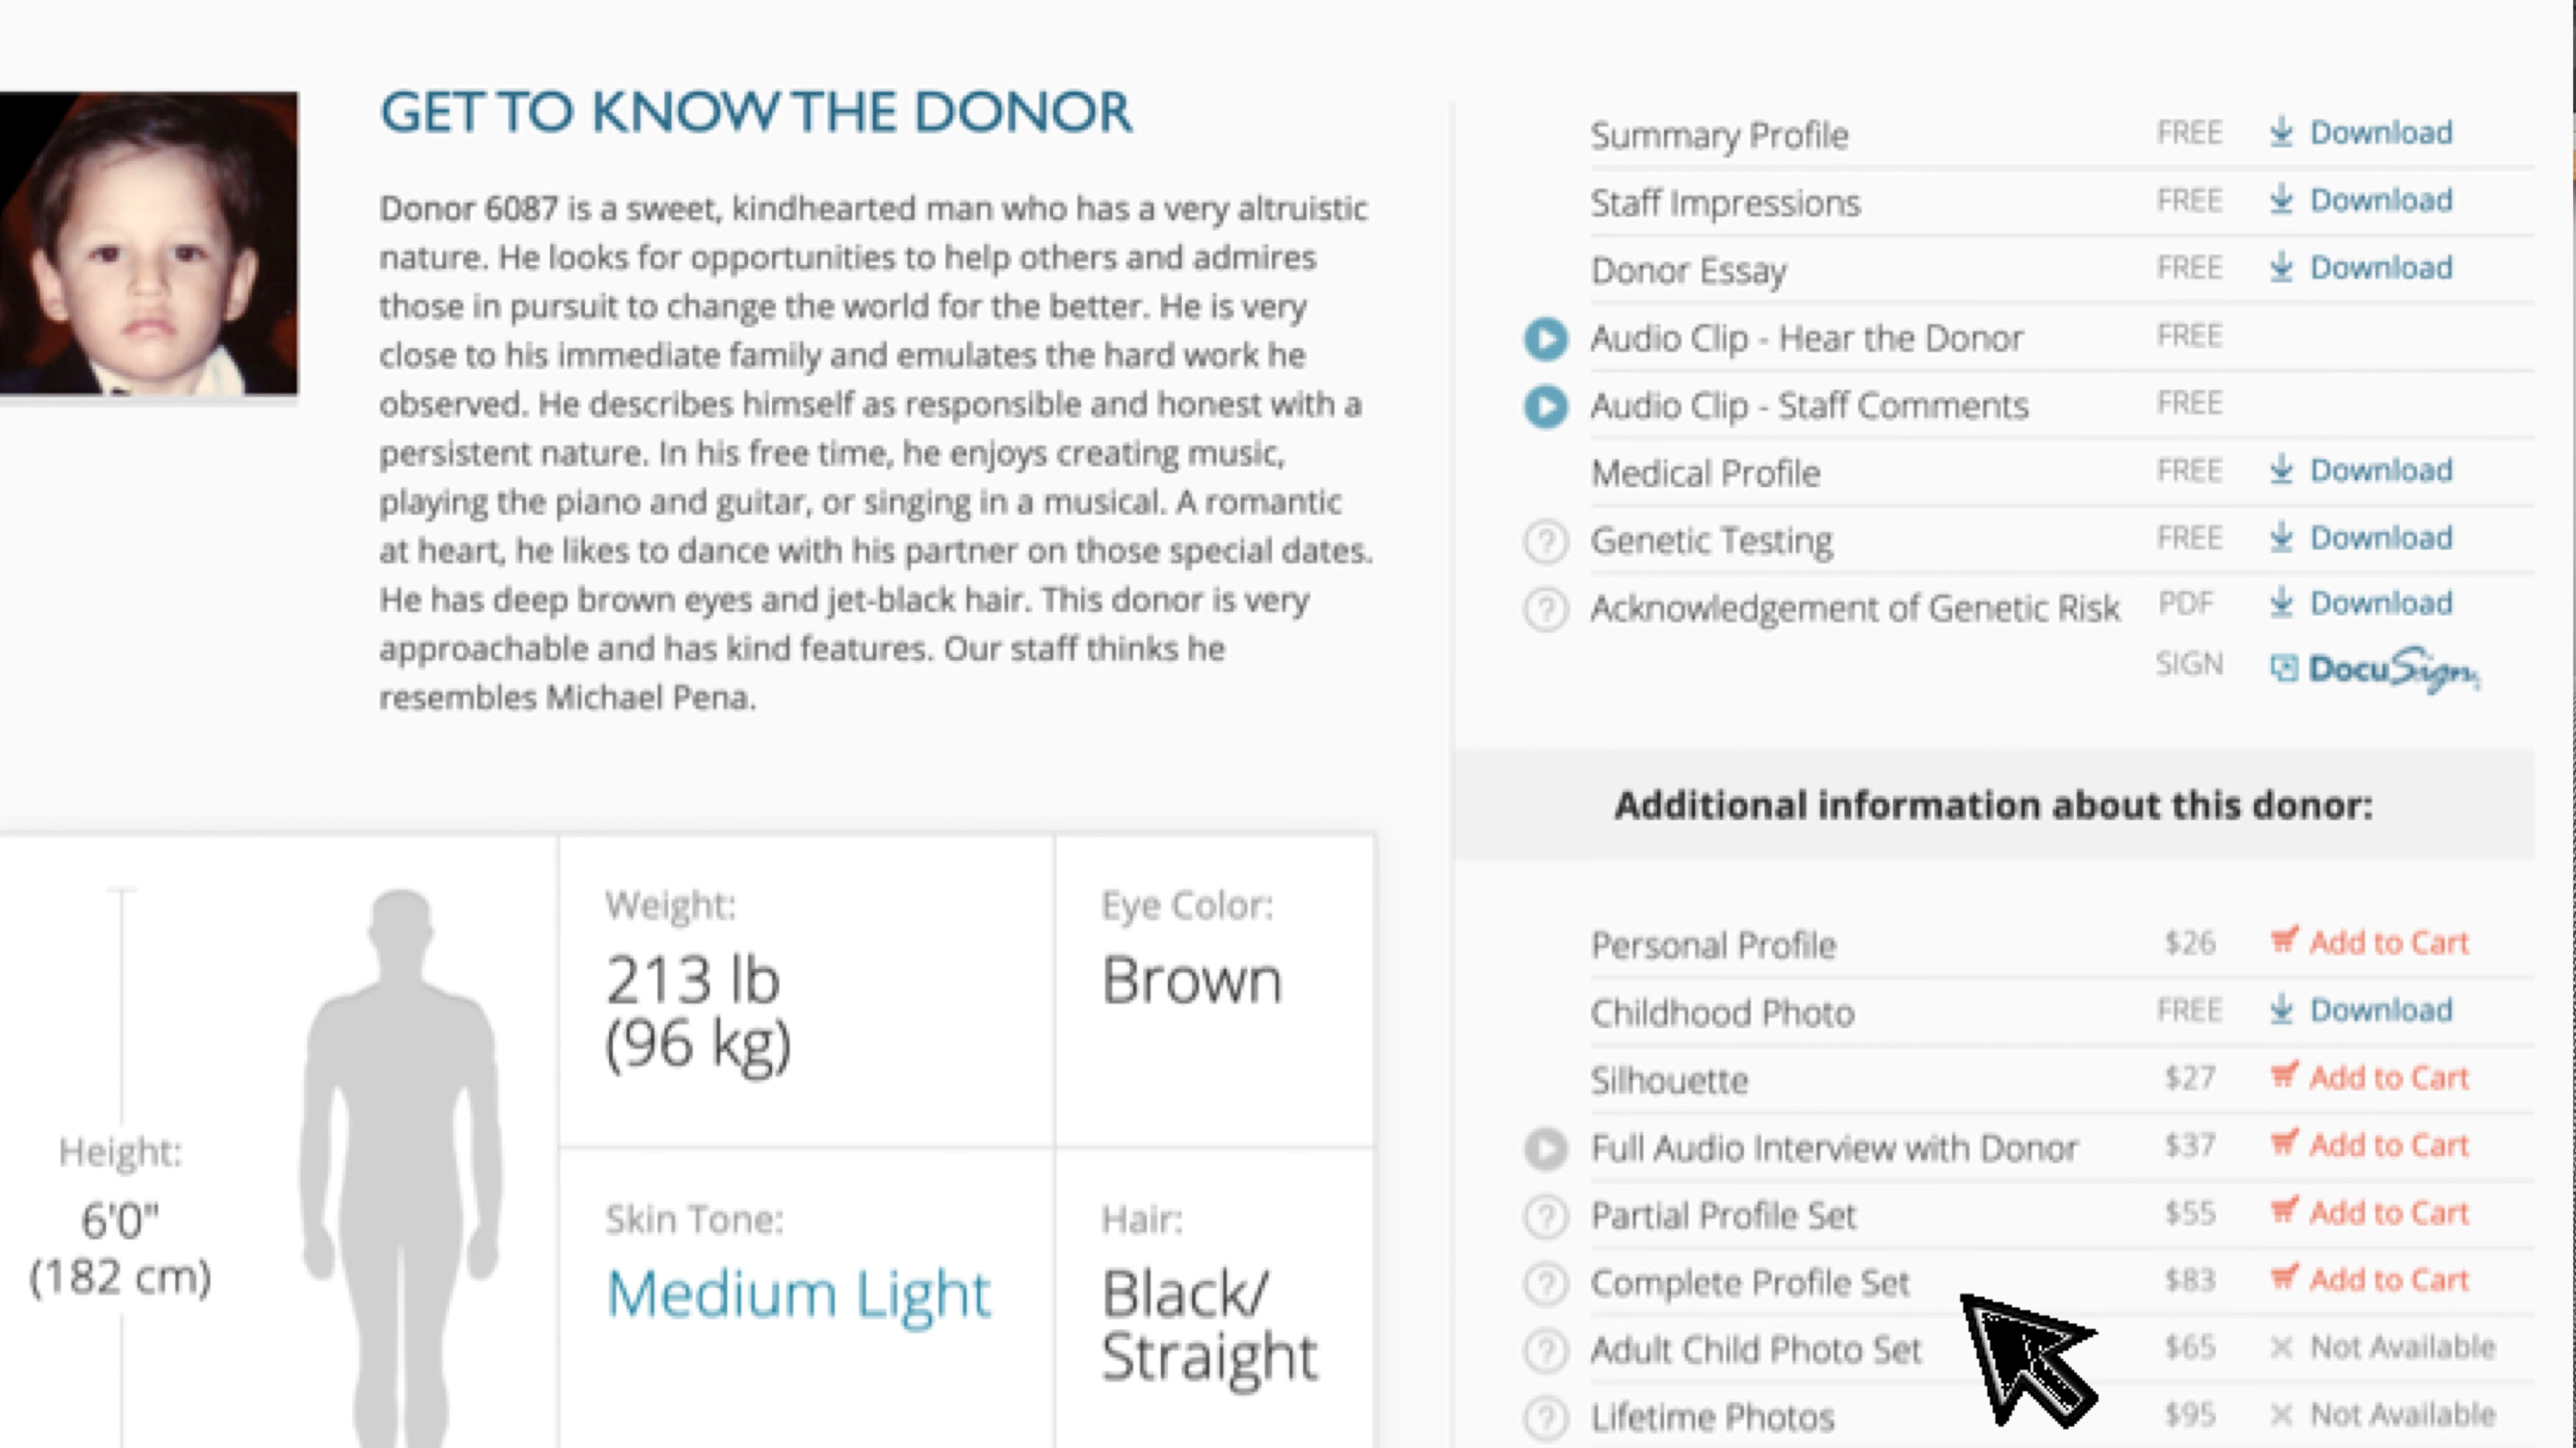 GET TO KNOW THE DONOR
Donor 6087 is a sweet, kindhearted man who has a very altruistic
nature. He looks for opportunities to help others and admires
those in pursuit to change the world for the better. He is very
close to his immediate family and emulates the hard work he
observed. He describes himself as responsible and honest with a
persistent nature. In his free time, he enjoys creating music,
playing the piano and guitar, or singing in a musical. A romantic
at heart, he likes to dance with his partner on those special dates.
He has deep brown eyes and jet-black hair. This donor is very
approachable and has kind features. Our staff thinks he
resembles Michael Pena.
Height:
6'0"
(182 cm)
Weight:
213 lb
(96 kg)
Eye Color:
Brown
Skin Tone:
Medium Light
Hair:
Black/
Straight
Summary Profile FREE Download
Staff Impressions FREE Download
Donor Essay FREE Download
Audio Clip - Hear the Donor FREE
Audio Clip - Staff Comments FREE
Medical Profile FREE Download
? Genetic Testing FREE Download
? Acknowledgement of Genetic Risk PDF Download
SIGN DocuSign
Additional information about this donor:
Personal Profile $26 Add to Cart
Childhood Photo FREE Download
Silhouette $27 Add to Cart
Full Audio Interview with Donor $37 Add to Cart
? Partial Profile Set $55 Add to Cart
? Complete Profile Set $83 Add to Cart
? Adult Child Photo Set $65 × Not Available
? Lifetime Photos $95 × Not Available